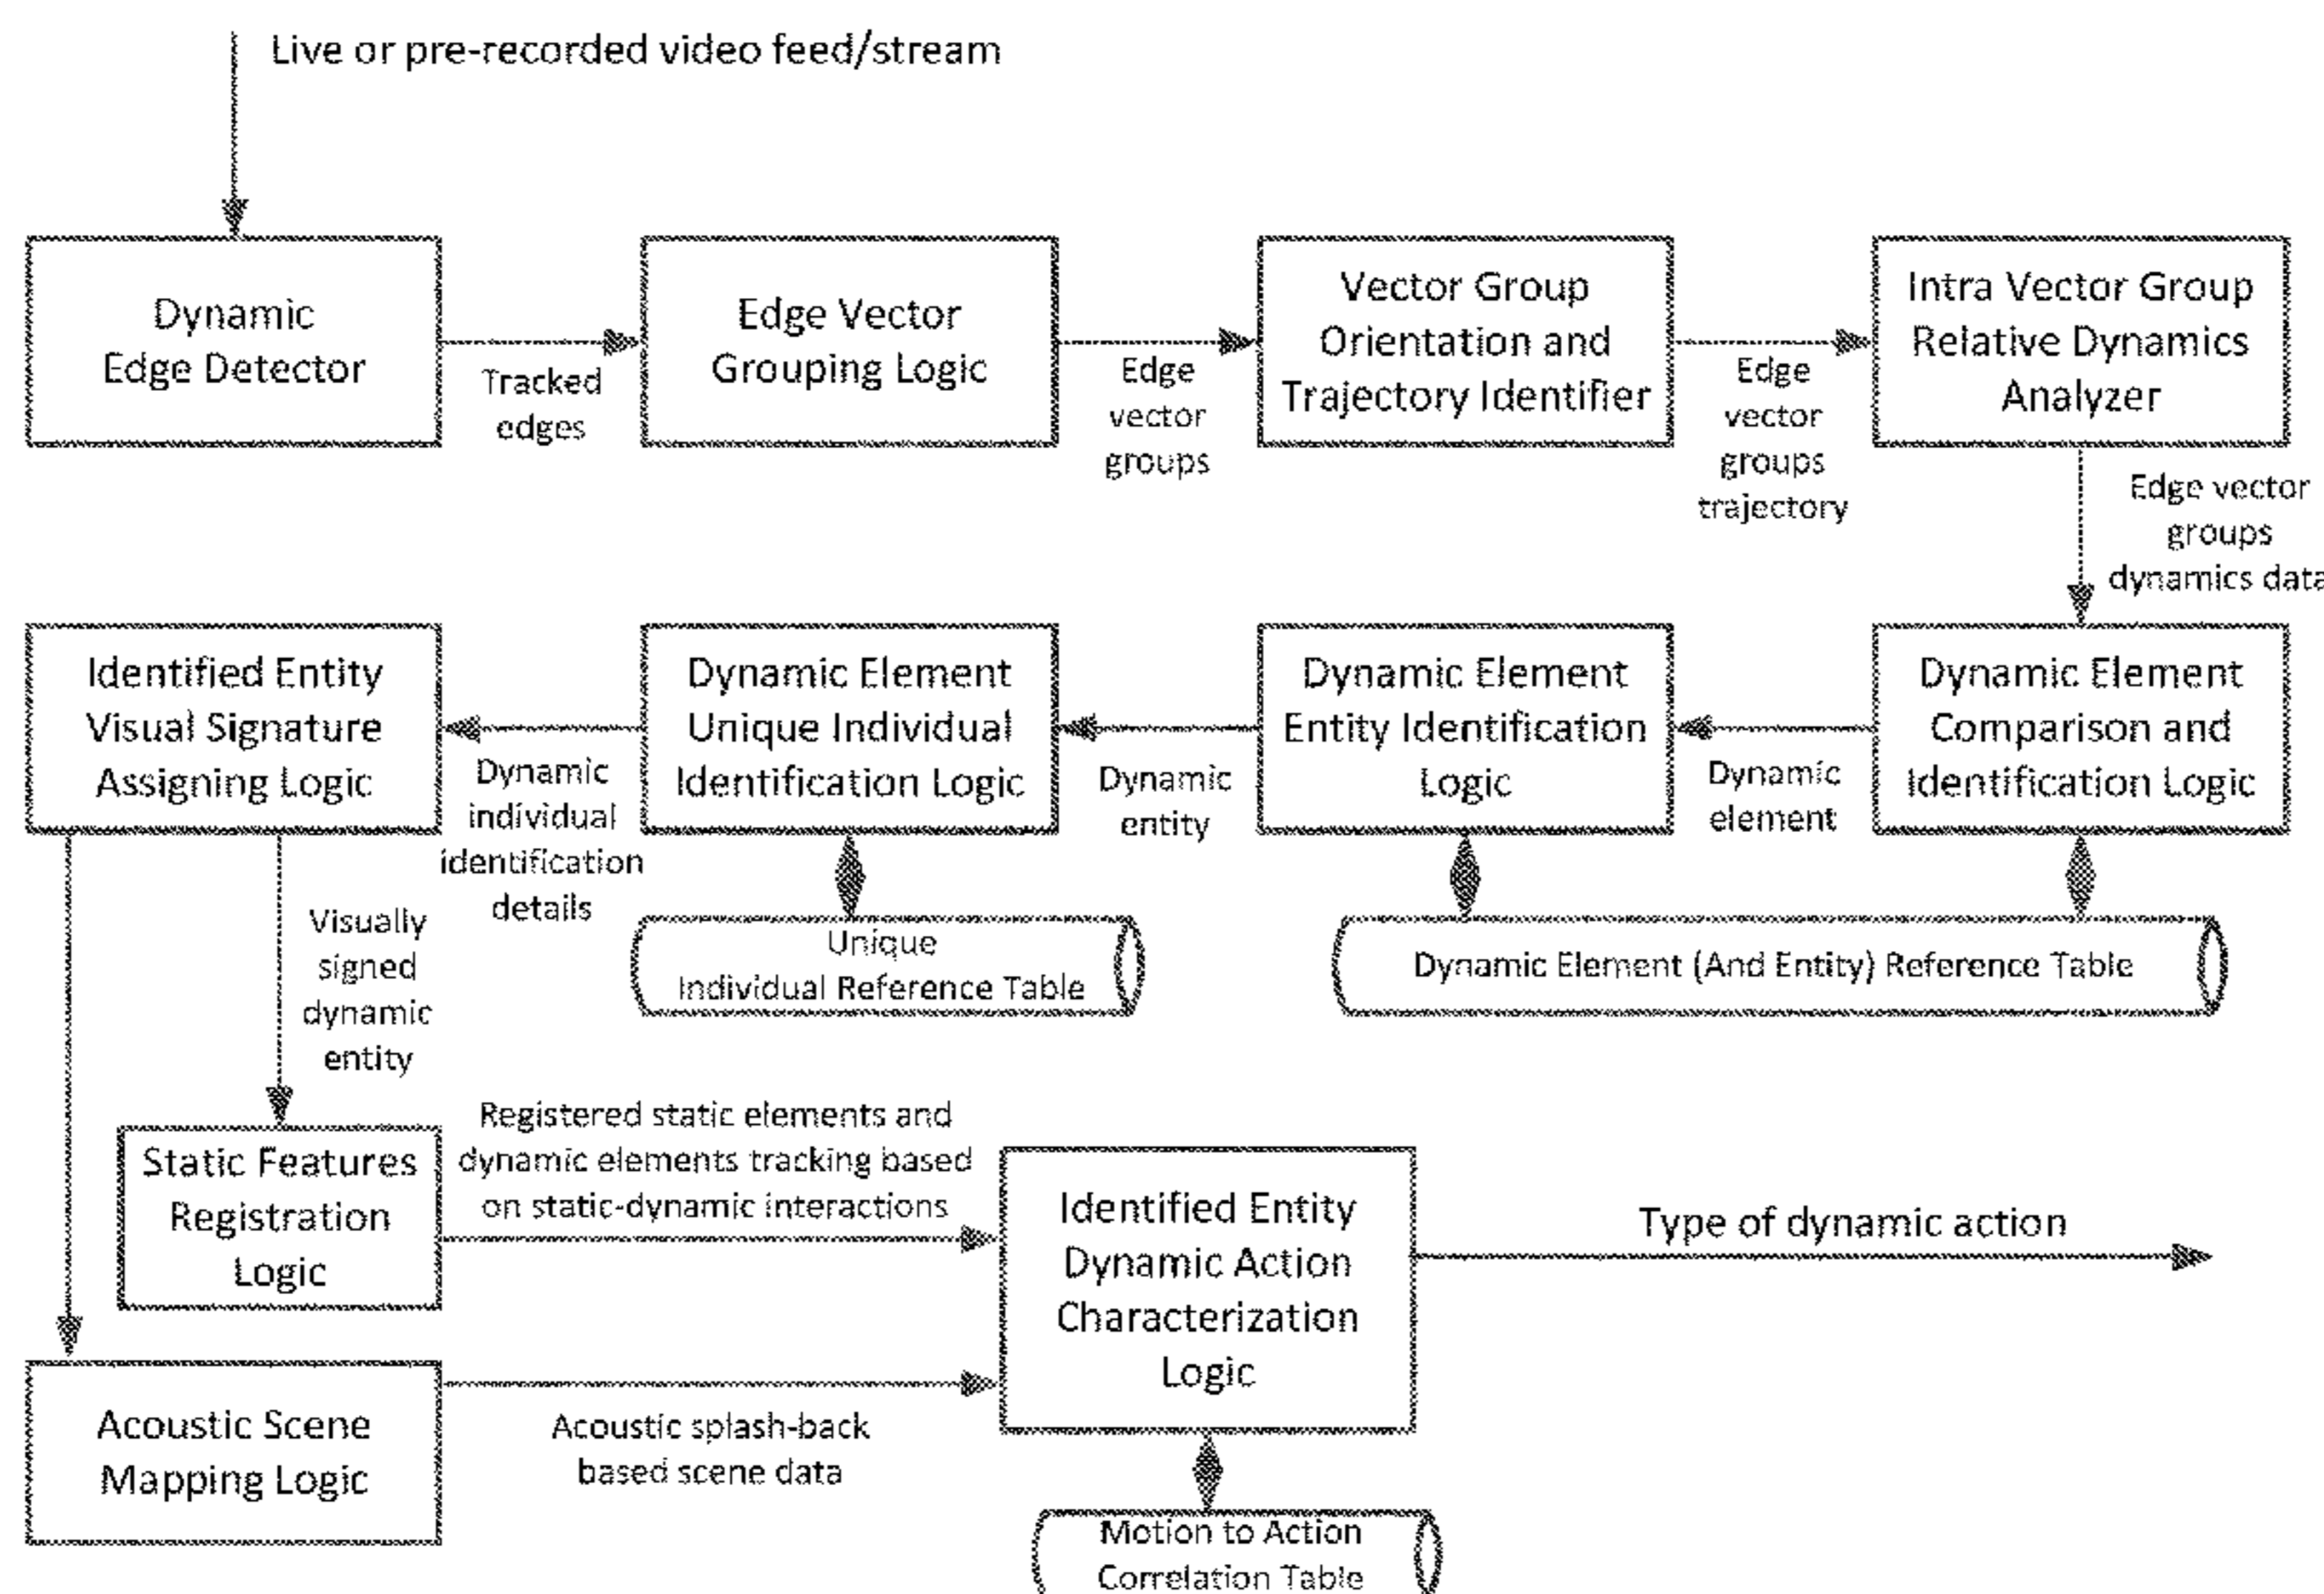 Live or pre-recorded video feed/stream
Dynamic
Edge Detector
Tracked
edges
Edge Vector
Grouping Logic
Edge
vector
groups
Vector Group
Orientation and
Trajectory Identifier
Edge
vector
groups
trajectory
Intra Vector Group
Relative Dynamics
Analyzer
Edge vector
groups
dynamics data
Identified Entity
Visual Signature
Assigning Logic
Dynamic
individual
identification
details
Dynamic Element
Unique Individual
Identification Logic
Dynamic
entity
Dynamic Element
Entity Identification
Logic
Dynamic
element
Dynamic Element
Comparison and
Identification Logic
Visually
signed
dynamic
entity
Unique
Individual Reference Table
Dynamic Element (And Entity) Reference Table
Static Features
Registration
Logic
Registered static elements and
dynamic elements tracking based
on static-dynamic interactions
Identified Entity
Dynamic Action
Characterization
Logic
Type of dynamic action
Acoustic Scene
Mapping Logic
Acoustic splash-back
based scene data
Motion to Action
Correlation Table